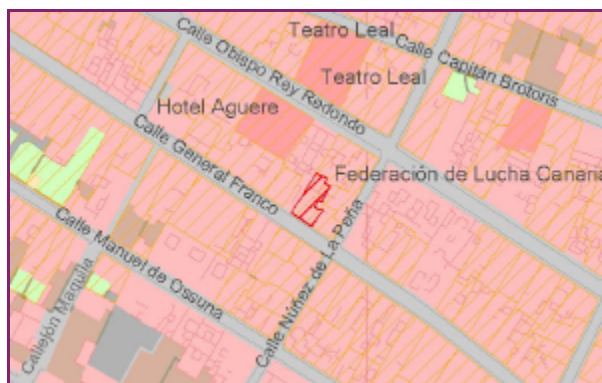 Teatro Leal
Calle Capitán Brotons
Calle Obispo Rey Redondo
Teatro Leal
Hotel Aguere
Calle General Franco
Federación de Lucha Canaria
Calle Manuel de Ossuna
Calle Núñez de La Peña
Callejón Maquila